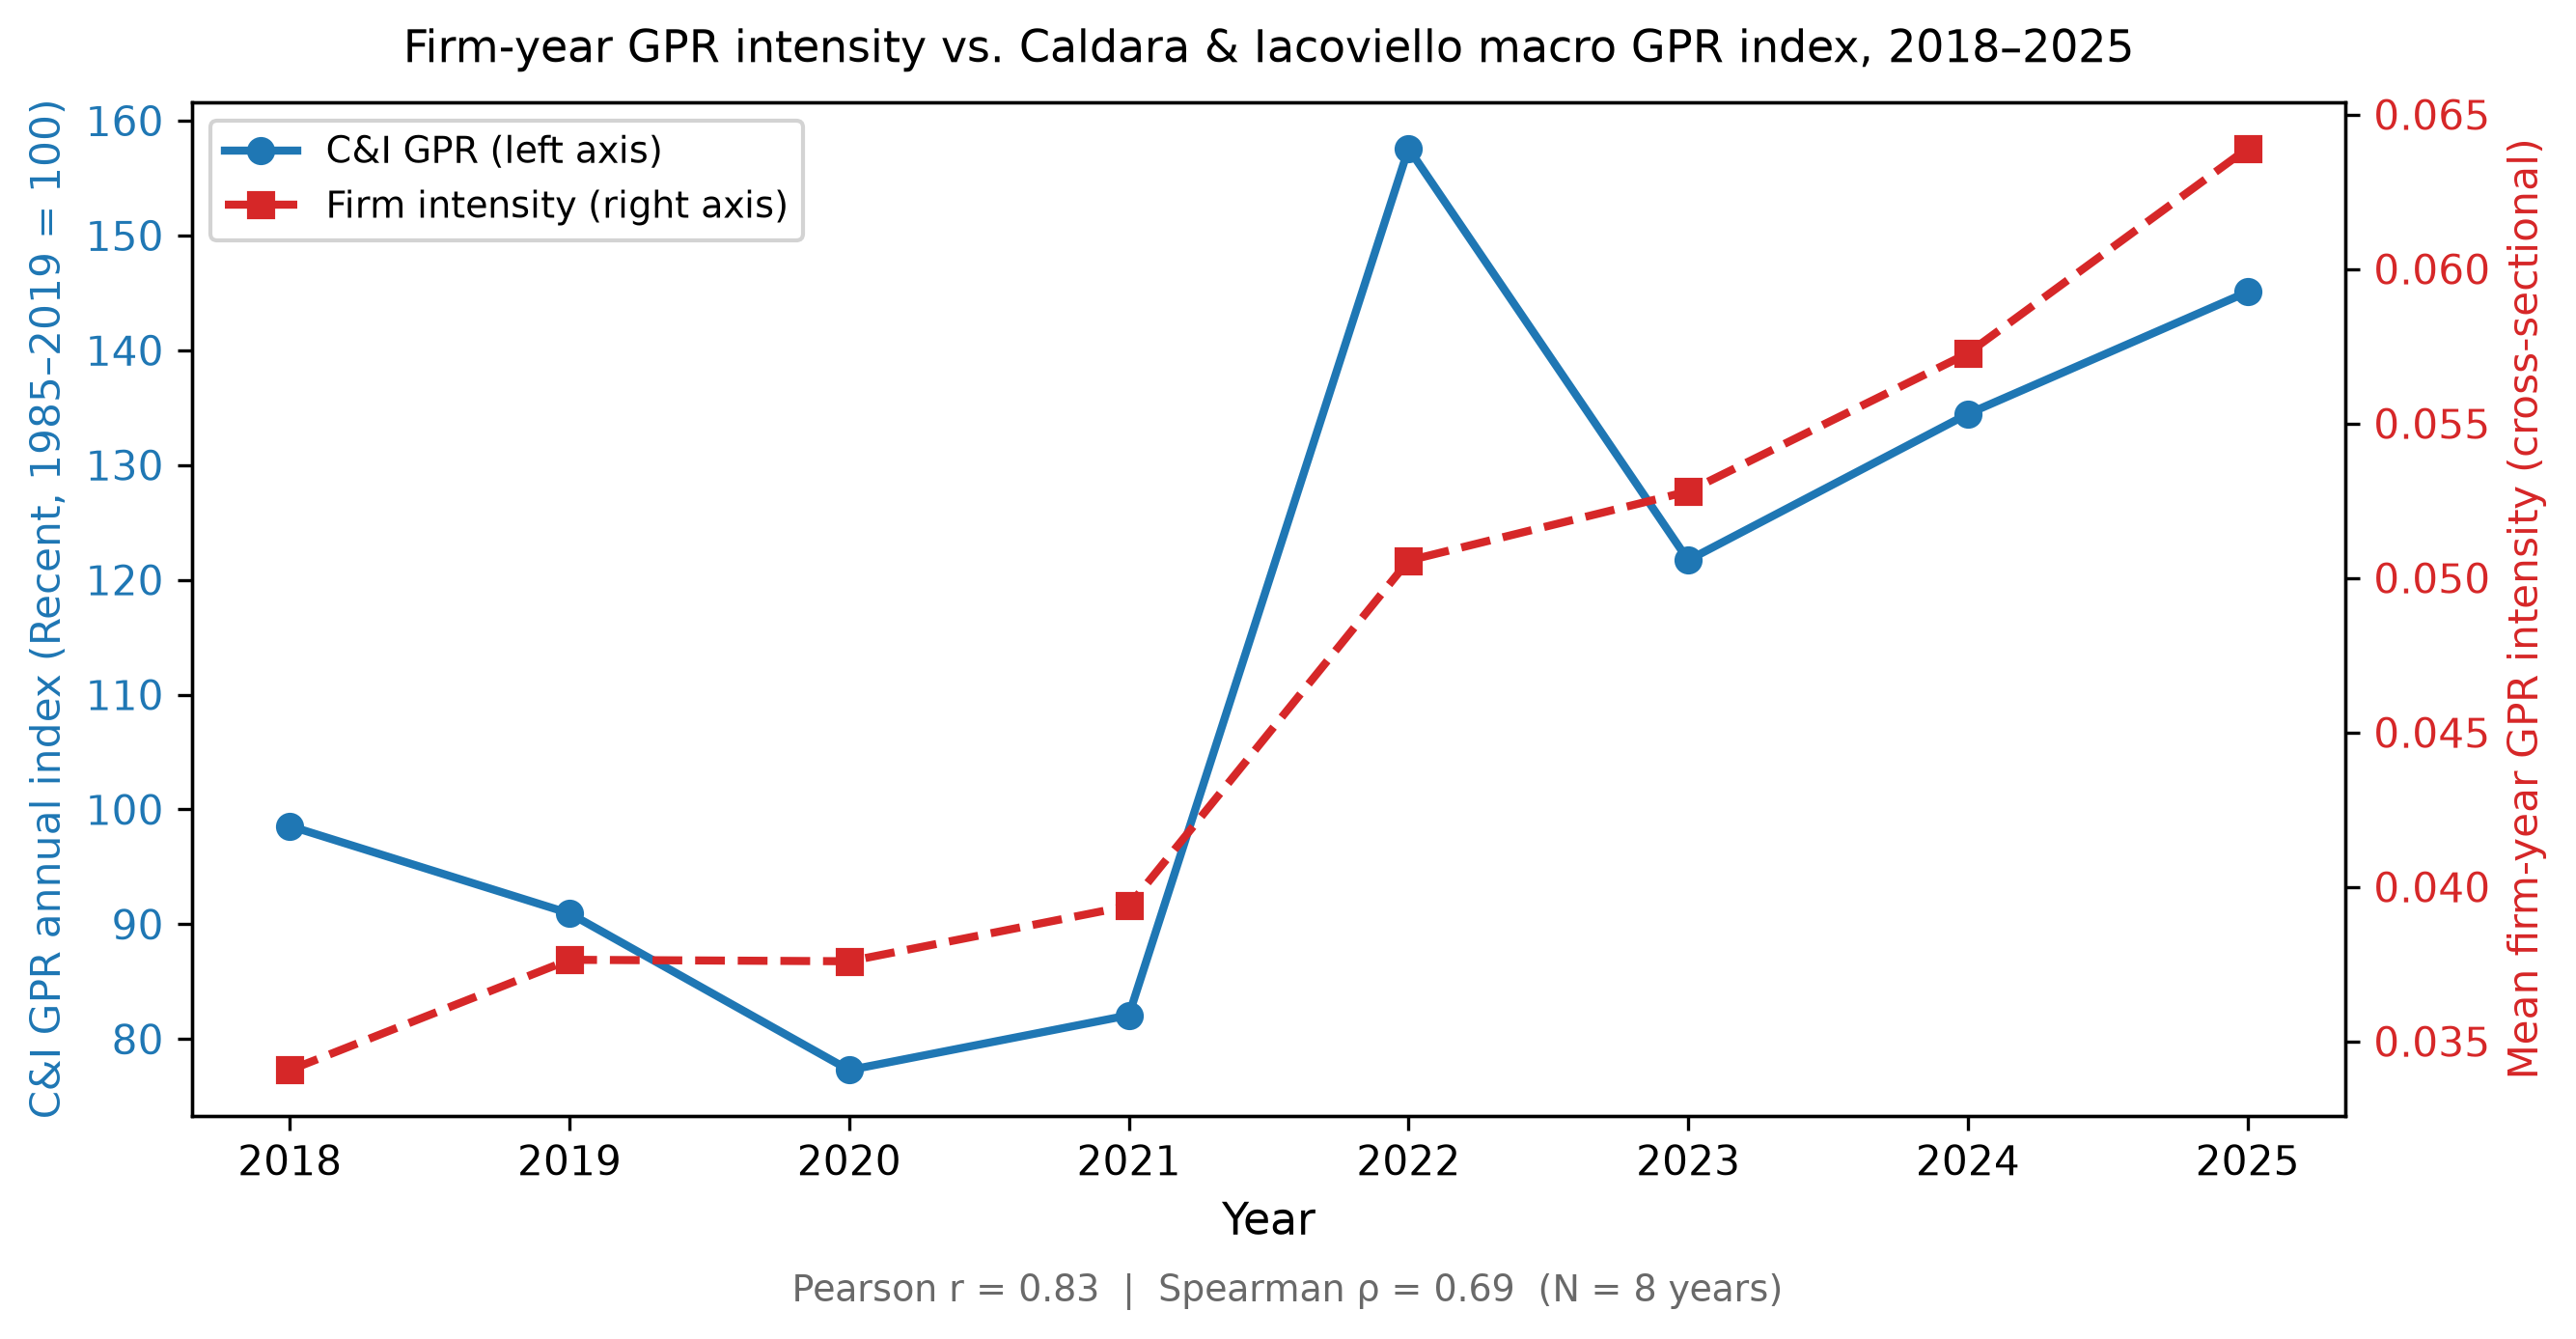 Firm-year GPR intensity vs. Caldara & Iacoviello macro GPR index, 2018–2025
C&I GPR annual index (Recent, 1985–2019 = 100)
160
150
140
130
120
110
100
90
80
C&I GPR (left axis)
Firm intensity (right axis)
0.065
0.060
0.055
0.050
0.045
0.040
0.035
Mean firm-year GPR intensity (cross-sectional)
2018 2019 2020 2021 2022 2023 2024 2025
Year
Pearson r = 0.83 | Spearman ρ = 0.69 (N = 8 years)